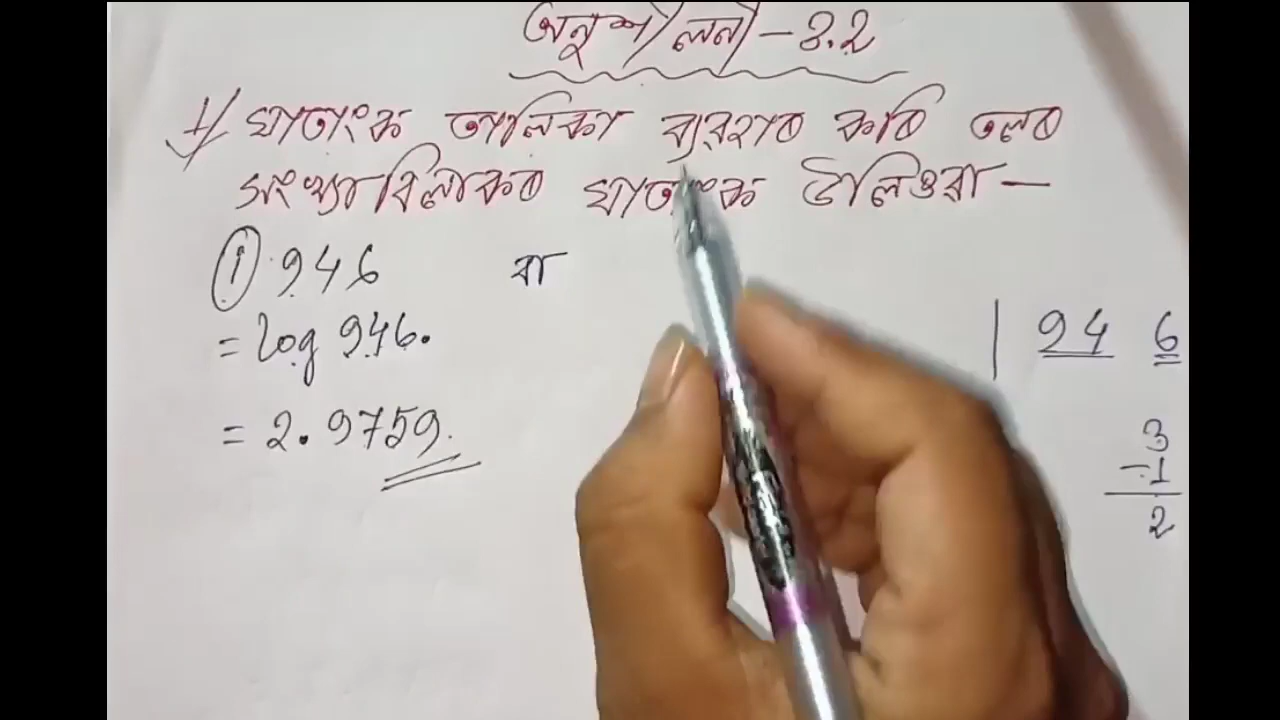 অনুশীলনী – 3.2
1/ ঘাতাংক তালিকা ব্যৱহাৰ কৰি তলৰ
সংখ্যাবিলাকৰ ঘাতাংক উলিওৱা —
(i) 946 বা
= log 946.
= 2.9759.
94 6
3
-1
2